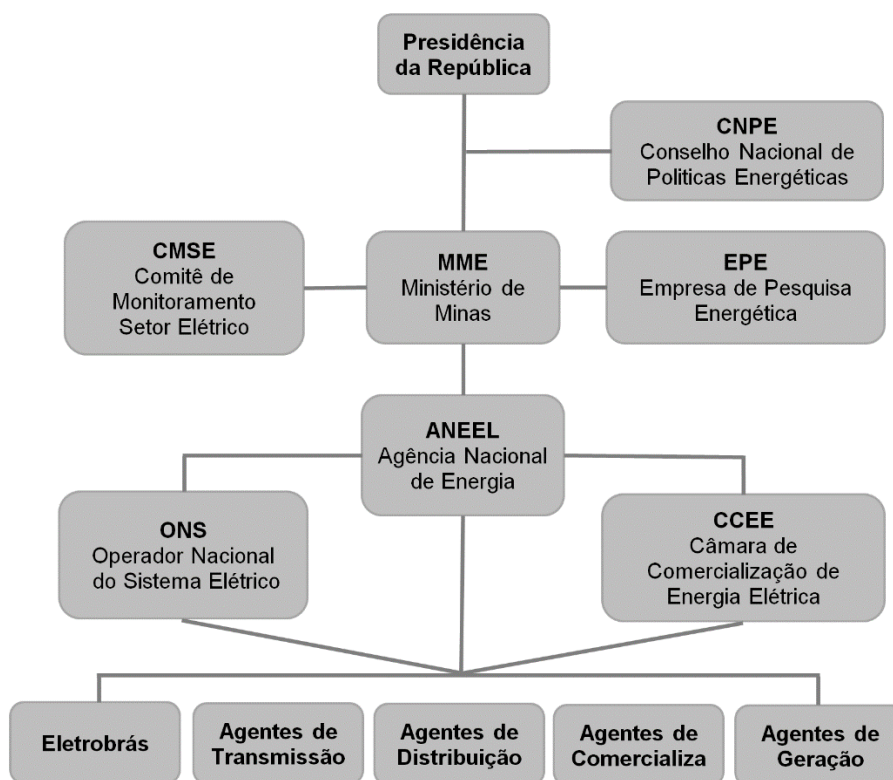 Presidência
da República
CNPE
Conselho Nacional de
Politicas Energéticas
CMSE
Comitê de
Monitoramento
Setor Elétrico
MME
Ministério de
Minas
EPE
Empresa de Pesquisa
Energética
ANEEL
Agência Nacional
de Energia
ONS
Operador Nacional
do Sistema Elétrico
CCEE
Câmara de
Comercialização de
Energia Elétrica
Eletrobrás
Agentes de
Transmissão
Agentes de
Distribuição
Agentes de
Comercializa
Agentes de
Geração